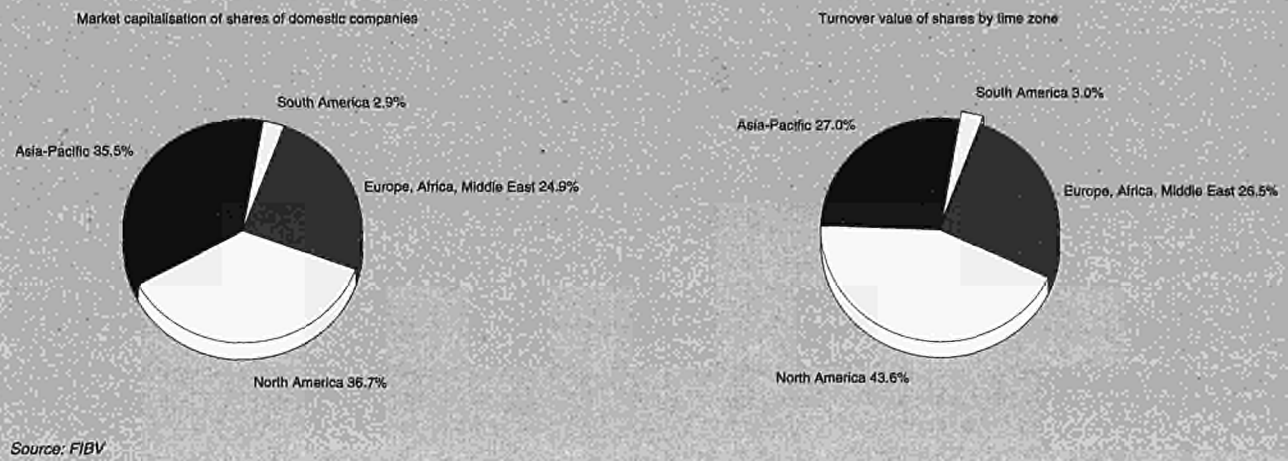 Market capitalisation of shares of domestic companies
South America 2.9%
Asia-Pacific 35.5%
Europe, Africa, Middle East 24.9%
North America 36.7%
Turnover value of shares by time zone
South America 3.0%
Asia-Pacific 27.0%
Europe, Africa, Middle East 26.5%
North America 43.6%
Source: FIBV